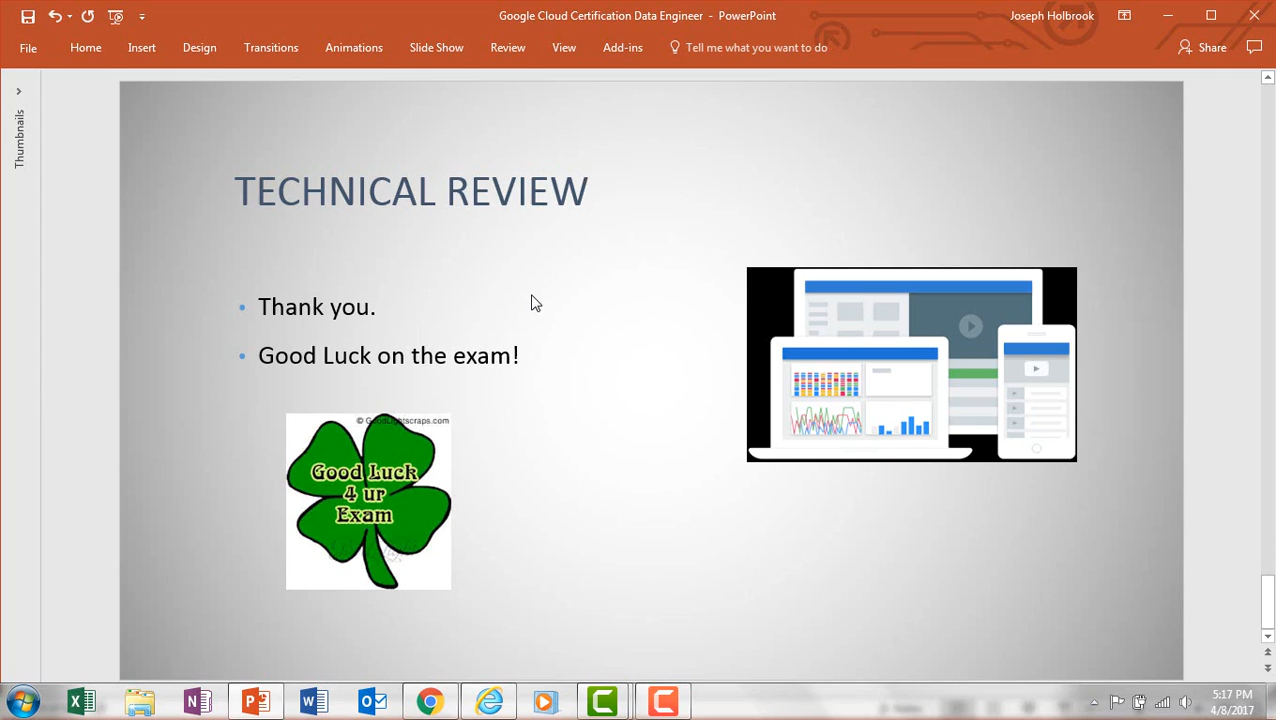 Google Cloud Certification Data Engineer - PowerPoint
Joseph Holbrook
File Home Insert Design Transitions Animations Slide Show Review View Add-ins Tell me what you want to do Share
Thumbnails
TECHNICAL REVIEW
• Thank you.
• Good Luck on the exam!
Good Luck
4 ur
Exam
5:17 PM
4/8/2017